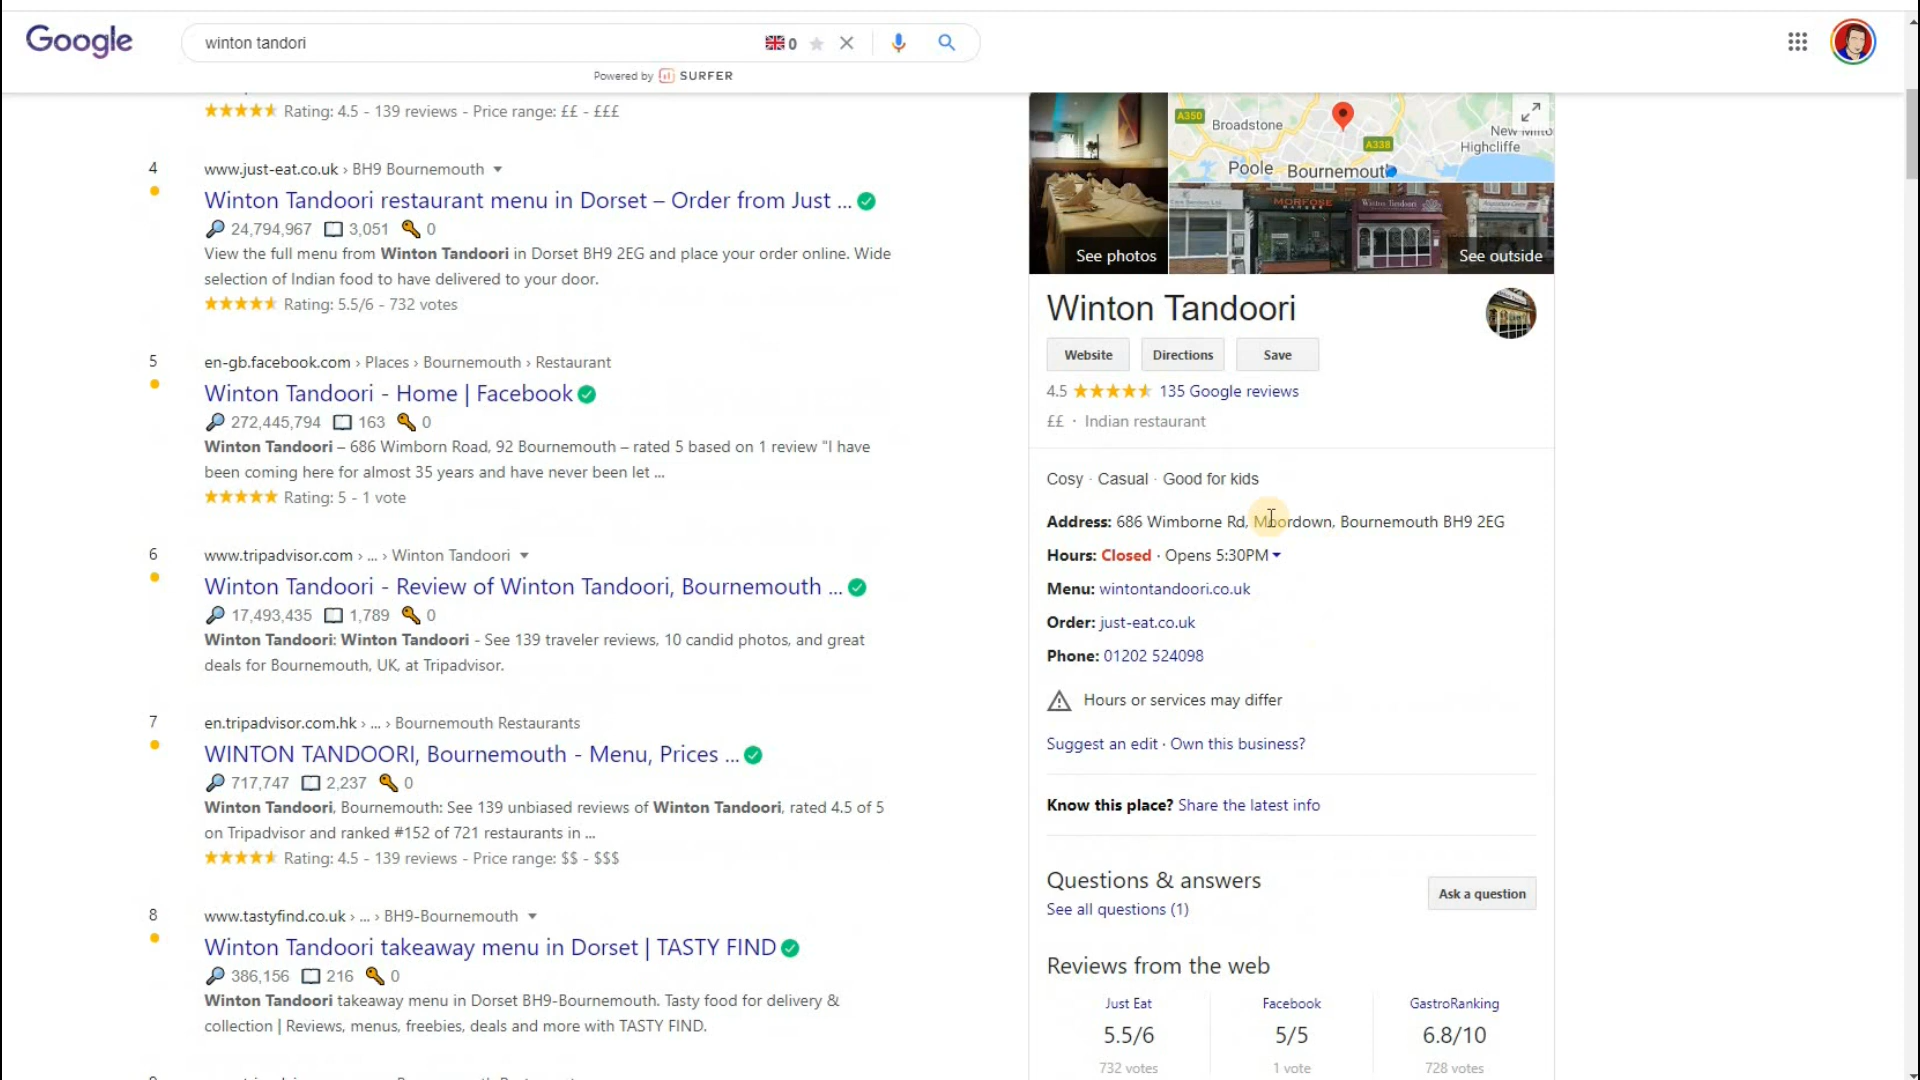 Google
winton tandori
0
Powered by SURFER
Rating: 4.5 - 139 reviews - Price range: ££ - £££
4
www.just-eat.co.uk › BH9 Bournemouth
Winton Tandoori restaurant menu in Dorset – Order from Just ...
24,794,967 3,051 0
View the full menu from Winton Tandoori in Dorset BH9 2EG and place your order online. Wide
selection of Indian food to have delivered to your door.
Rating: 5.5/6 - 732 votes
5
en-gb.facebook.com › Places › Bournemouth › Restaurant
Winton Tandoori - Home | Facebook
272,445,794 163 0
Winton Tandoori – 686 Wimborn Road, 92 Bournemouth – rated 5 based on 1 review "I have
been coming here for almost 35 years and have never been let ...
Rating: 5 - 1 vote
6
www.tripadvisor.com › ... › Winton Tandoori
Winton Tandoori - Review of Winton Tandoori, Bournemouth ...
17,493,435 1,789 0
Winton Tandoori: Winton Tandoori - See 139 traveler reviews, 10 candid photos, and great
deals for Bournemouth, UK, at Tripadvisor.
7
en.tripadvisor.com.hk › ... › Bournemouth Restaurants
WINTON TANDOORI, Bournemouth - Menu, Prices ...
717,747 2,237 0
Winton Tandoori, Bournemouth: See 139 unbiased reviews of Winton Tandoori, rated 4.5 of 5
on Tripadvisor and ranked #152 of 721 restaurants in ...
Rating: 4.5 - 139 reviews - Price range: $$ - $$$
8
www.tastyfind.co.uk › ... › BH9-Bournemouth
Winton Tandoori takeaway menu in Dorset | TASTY FIND
386,156 216 0
Winton Tandoori takeaway menu in Dorset BH9-Bournemouth. Tasty food for delivery &
collection | Reviews, menus, freebies, deals and more with TASTY FIND.
A350
Broadstone
New
A338
Highcliffe
Poole
Bournemouth
MORFOSE
Winton Tandoori
See photos
See outside
Winton Tandoori
Website Directions Save
4.5 135 Google reviews
££ · Indian restaurant
Cosy · Casual · Good for kids
Address: 686 Wimborne Rd, Moordown, Bournemouth BH9 2EG
Hours: Closed · Opens 5:30PM
Menu: wintontandoori.co.uk
Order: just-eat.co.uk
Phone: 01202 524098
Hours or services may differ
Suggest an edit · Own this business?
Know this place? Share the latest info
Questions & answers
Ask a question
See all questions (1)
Reviews from the web
Just Eat Facebook GastroRanking
5.5/6 5/5 6.8/10
732 votes 1 vote 728 votes